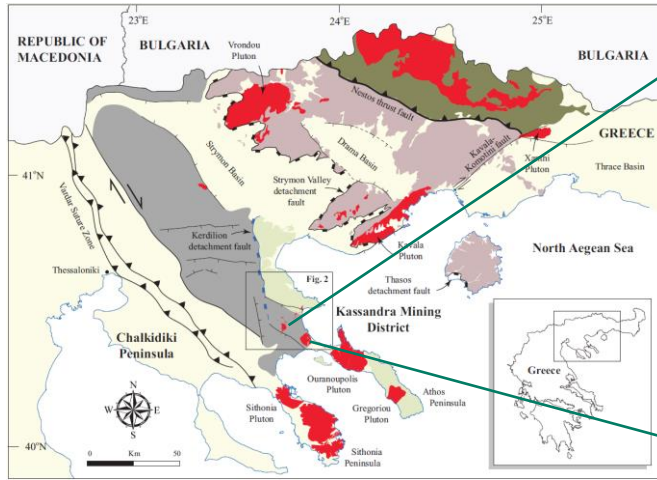 23°E
24°E
25°E
REPUBLIC OF
MACEDONIA
BULGARIA
Vrondou
Pluton
BULGARIA
Nestos thrust fault
GREECE
Kavala-
Komotini fault
Xanthi
Pluton
Thrace Basin
Drama
Basin
Strymon Basin
41°N
Strymon Valley
detachment fault
Vardar Suture Zone
Kerdilion
detachment fault
Kavala
Pluton
North Aegean Sea
Thessaloniki
Fig. 2
Thasos
detachment fault
Kassandra Mining
District
Chalkidiki
Peninsula
Greece
N
W
E
S
Ouranoupolis
Pluton
Gregoriou
Pluton
Athos
Peninsula
Sithonia
Pluton
40°N
Sithonia
Peninsula
0
Km
50